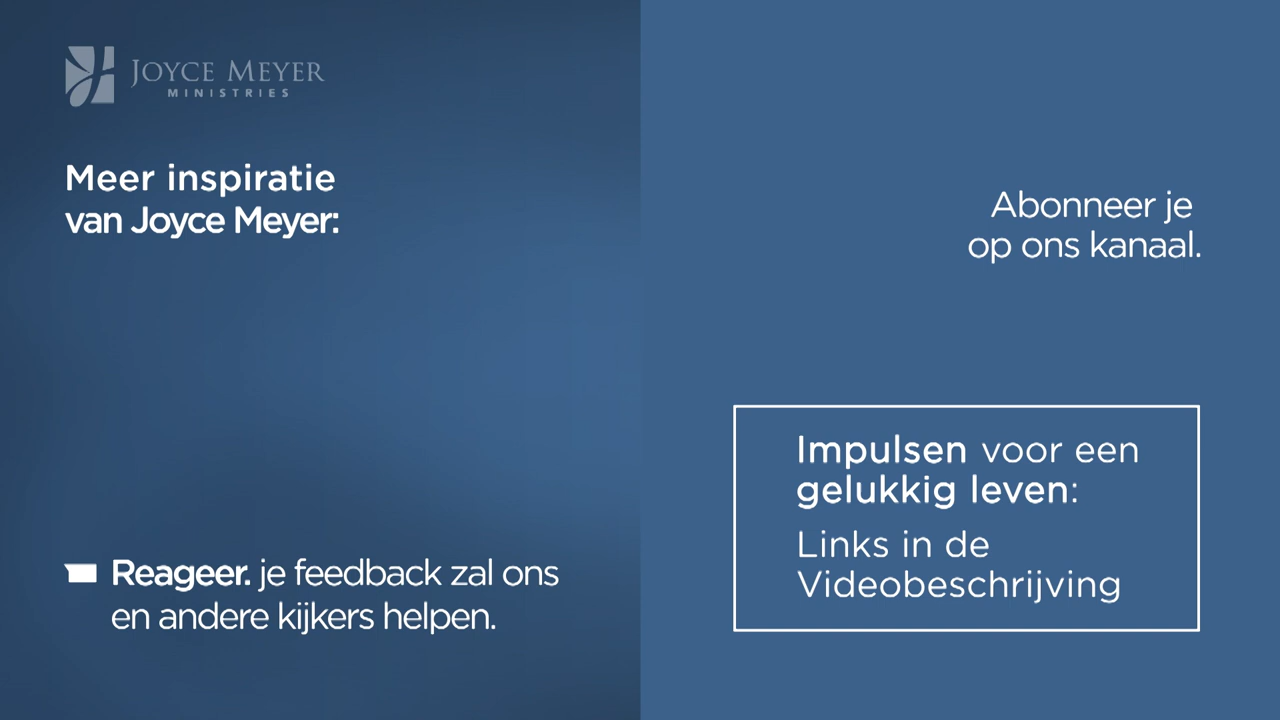 JOYCE MEYER
MINISTRIES
Meer inspiratie
van Joyce Meyer:
Reageer. je feedback zal ons
en andere kijkers helpen.
Abonneer je
op ons kanaal.
Impulsen voor een
gelukkig leven:
Links in de
Videobeschrijving